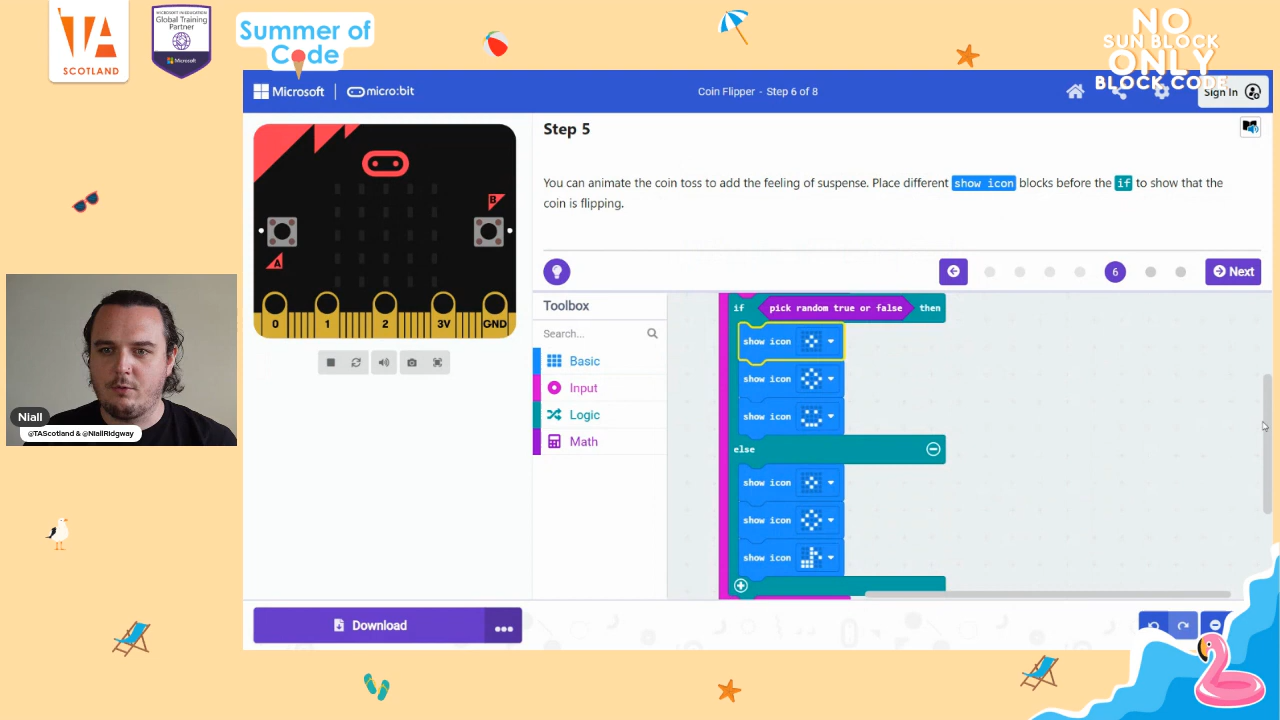 TA
SCOTLAND
MICROSOFT IN EDUCATION
Global Training
Partner
Microsoft
Summer of
Code
NO
SUN BLOCK
ONLY
BLOCK CODE
Microsoft
micro:bit
Coin Flipper - Step 6 of 8
Sign In
Step 5
You can animate the coin toss to add the feeling of suspense. Place different show icon blocks before the if to show that the
coin is flipping.
6
Next
A
B
0
1
2
3V
GND
Toolbox
Search...
Basic
Input
Logic
Math
if pick random true or false then
show icon
show icon
show icon
else
show icon
show icon
show icon
Download
Niall
@TAScotland & @NiallRidgway